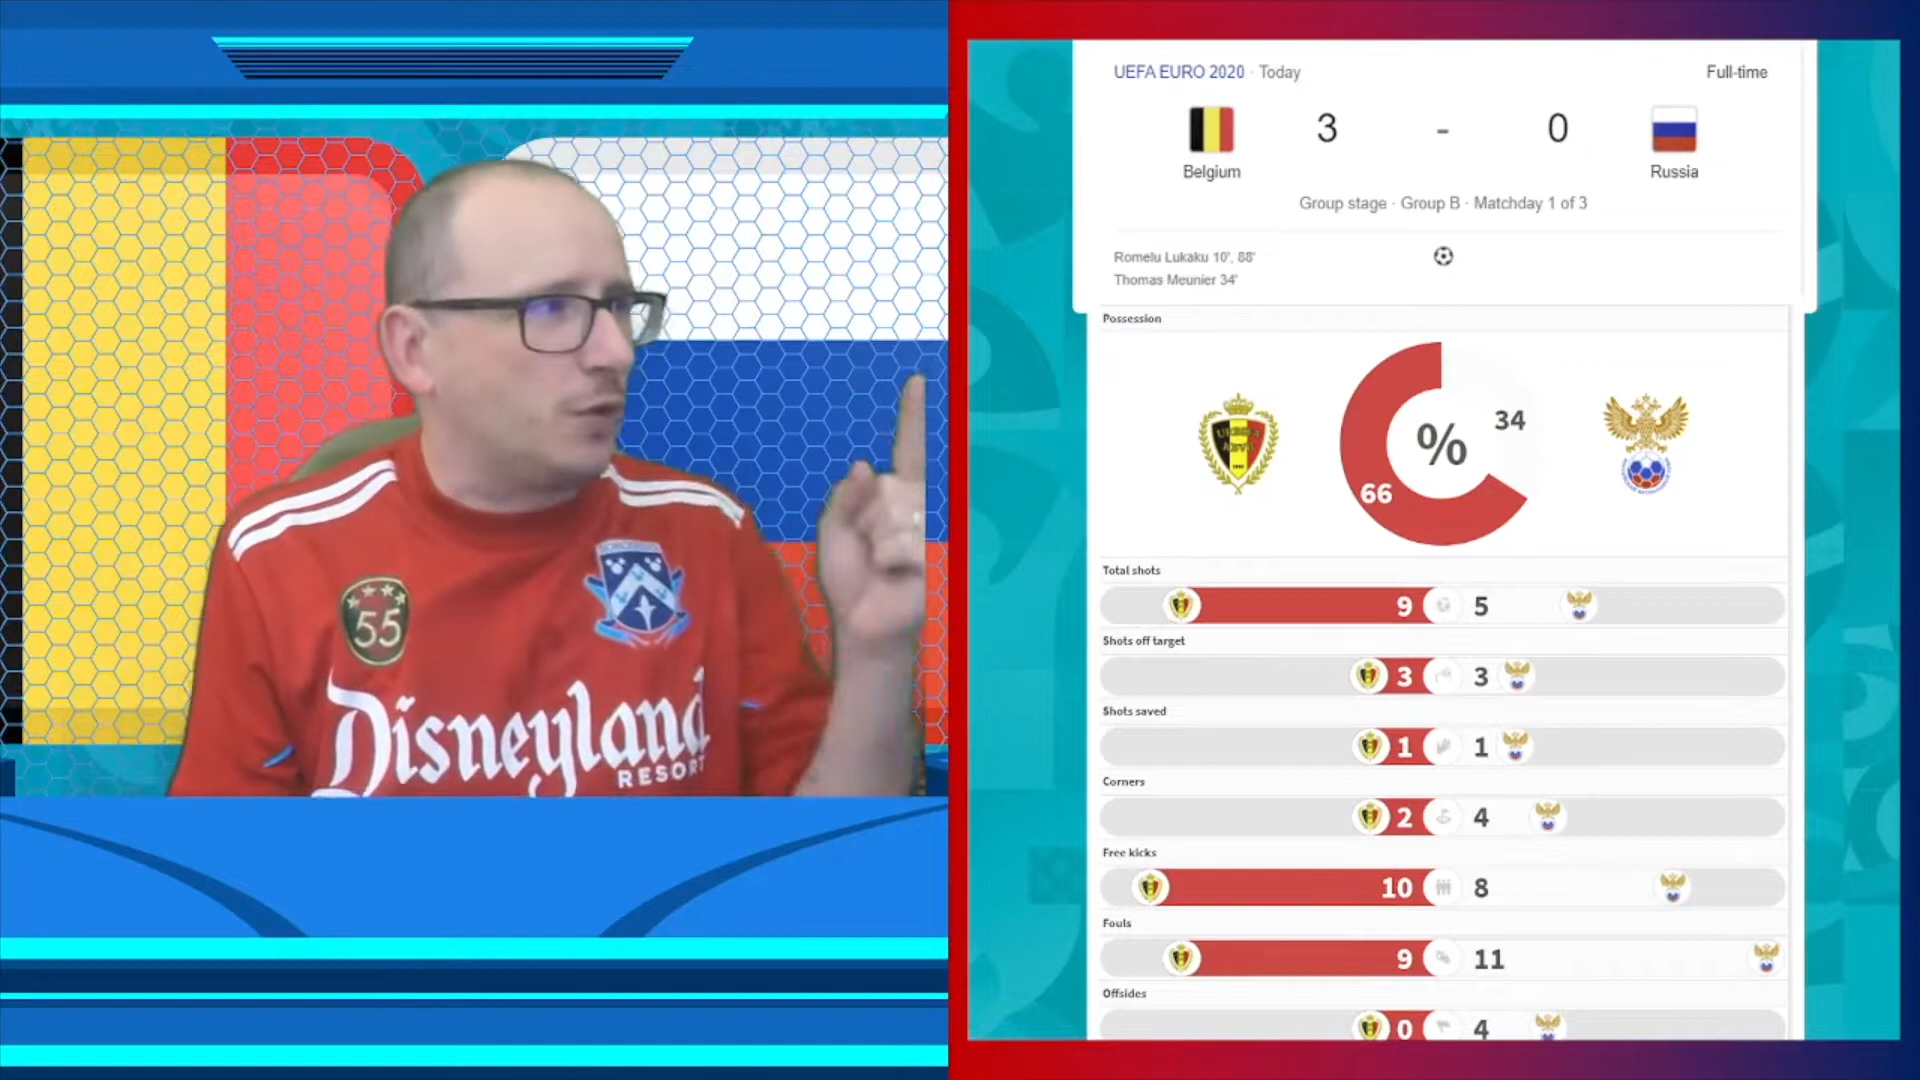 55
Disneyland
RESORT
UEFA EURO 2020 · Today
Full-time
3 - 0
Belgium
Russia
Group stage · Group B · Matchday 1 of 3
Romelu Lukaku 10', 88'
Thomas Meunier 34'
Possession
%
34
66
Total shots
9 5
Shots off target
3 3
Shots saved
1 1
Corners
2 4
Free kicks
10 8
Fouls
9 11
Offsides
0 4